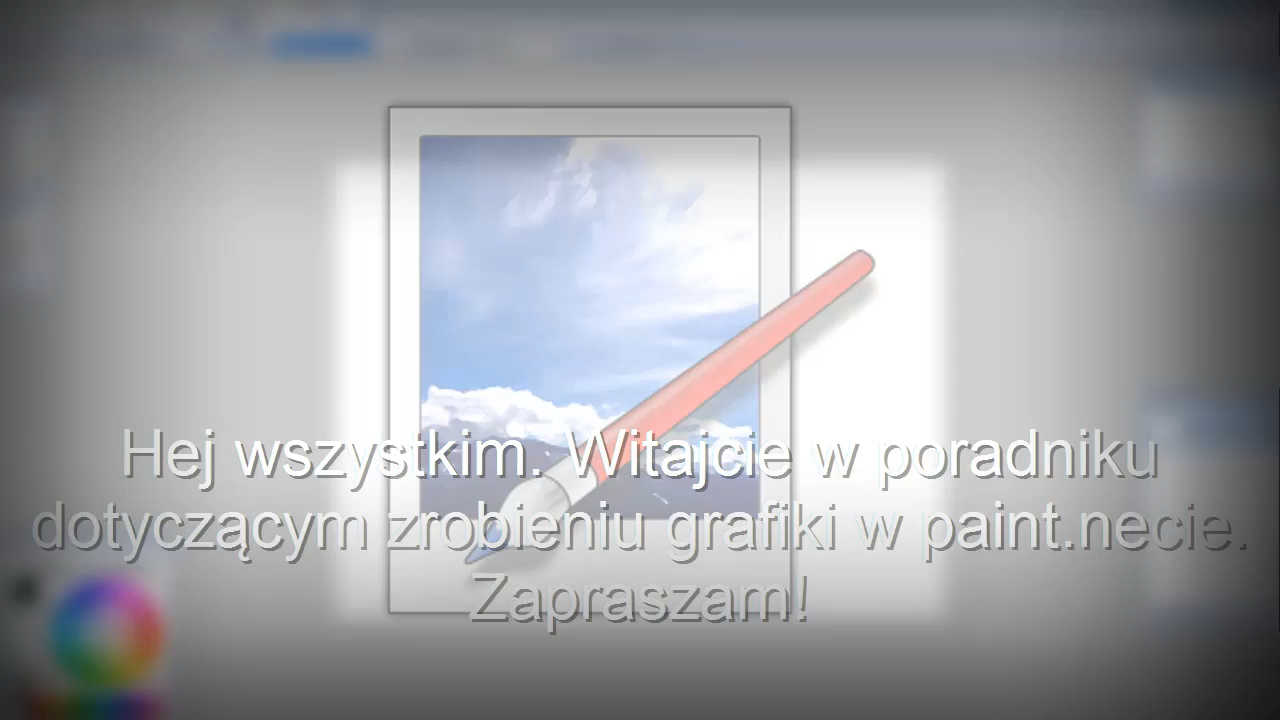 Hej wszystkim. Witajcie w poradniku
dotyczącym zrobieniu grafiki w paint.necie.
Zapraszam!